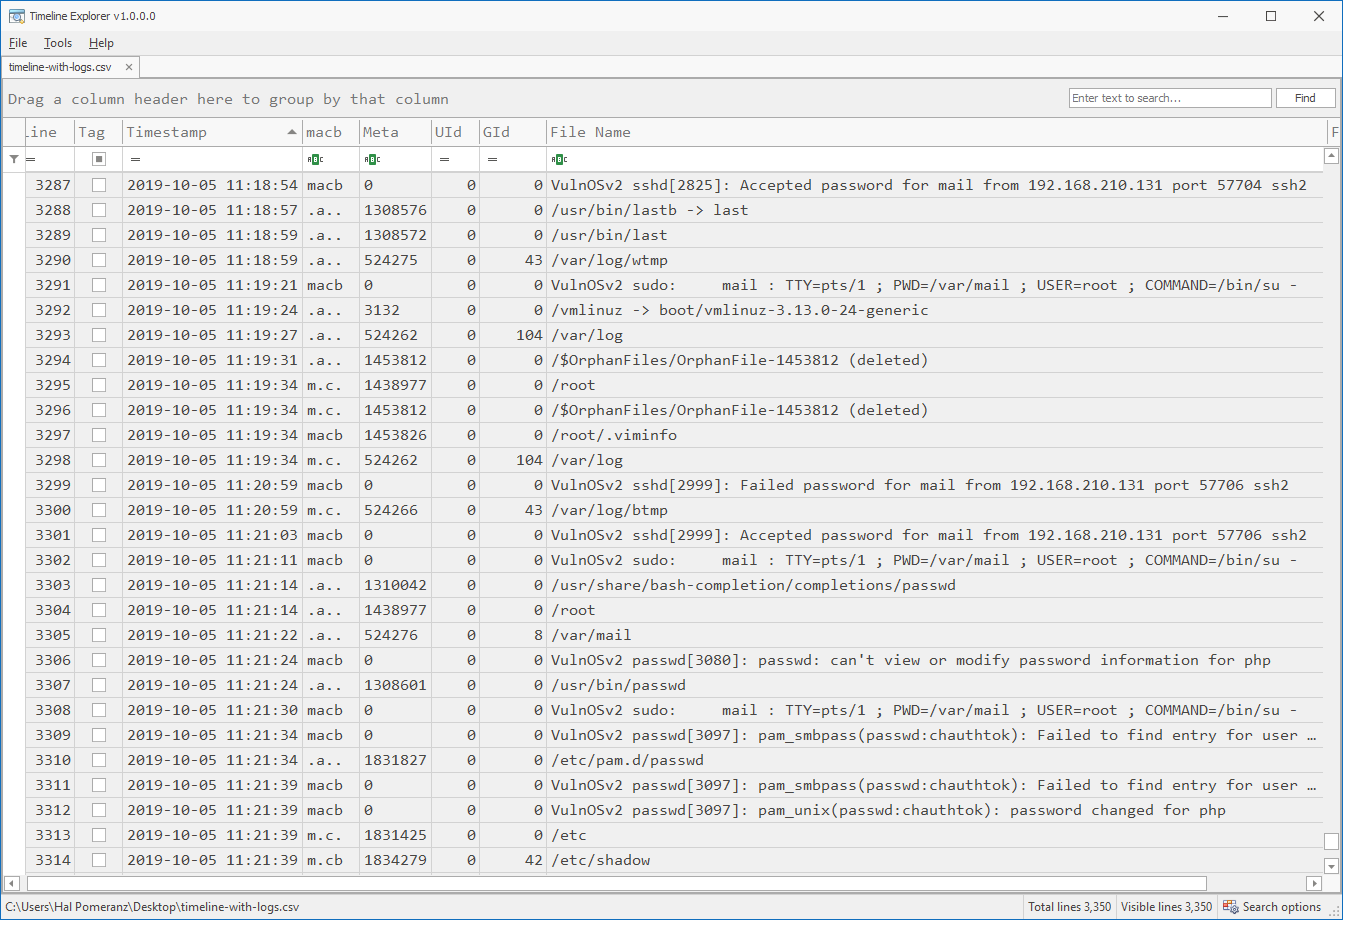 Timeline Explorer v1.0.0.0
File Tools Help
timeline-with-logs.csv ×
Drag a column header here to group by that column
Enter text to search... Find
Line Tag Timestamp macb Meta UId GId File Name F
= = ABC ABC = = ABC
3287 2019-10-05 11:18:54 macb 0 0 0 VulnOSv2 sshd[2825]: Accepted password for mail from 192.168.210.131 port 57704 ssh2
3288 2019-10-05 11:18:57 .a.. 1308576 0 0 /usr/bin/lastb -> last
3289 2019-10-05 11:18:59 .a.. 1308572 0 0 /usr/bin/last
3290 2019-10-05 11:18:59 .a.. 524275 0 43 /var/log/wtmp
3291 2019-10-05 11:19:21 macb 0 0 0 VulnOSv2 sudo:     mail : TTY=pts/1 ; PWD=/var/mail ; USER=root ; COMMAND=/bin/su -
3292 2019-10-05 11:19:24 .a.. 3132 0 0 /vmlinuz -> boot/vmlinuz-3.13.0-24-generic
3293 2019-10-05 11:19:27 .a.. 524262 0 104 /var/log
3294 2019-10-05 11:19:31 .a.. 1453812 0 0 /$OrphanFiles/OrphanFile-1453812 (deleted)
3295 2019-10-05 11:19:34 m.c. 1438977 0 0 /root
3296 2019-10-05 11:19:34 m.c. 1453812 0 0 /$OrphanFiles/OrphanFile-1453812 (deleted)
3297 2019-10-05 11:19:34 macb 1453826 0 0 /root/.viminfo
3298 2019-10-05 11:19:34 m.c. 524262 0 104 /var/log
3299 2019-10-05 11:20:59 macb 0 0 0 VulnOSv2 sshd[2999]: Failed password for mail from 192.168.210.131 port 57706 ssh2
3300 2019-10-05 11:20:59 m.c. 524266 0 43 /var/log/btmp
3301 2019-10-05 11:21:03 macb 0 0 0 VulnOSv2 sshd[2999]: Accepted password for mail from 192.168.210.131 port 57706 ssh2
3302 2019-10-05 11:21:11 macb 0 0 0 VulnOSv2 sudo:     mail : TTY=pts/1 ; PWD=/var/mail ; USER=root ; COMMAND=/bin/su -
3303 2019-10-05 11:21:14 .a.. 1310042 0 0 /usr/share/bash-completion/completions/passwd
3304 2019-10-05 11:21:14 .a.. 1438977 0 0 /root
3305 2019-10-05 11:21:22 .a.. 524276 0 8 /var/mail
3306 2019-10-05 11:21:24 macb 0 0 0 VulnOSv2 passwd[3080]: passwd: can't view or modify password information for php
3307 2019-10-05 11:21:24 .a.. 1308601 0 0 /usr/bin/passwd
3308 2019-10-05 11:21:30 macb 0 0 0 VulnOSv2 sudo:     mail : TTY=pts/1 ; PWD=/var/mail ; USER=root ; COMMAND=/bin/su -
3309 2019-10-05 11:21:34 macb 0 0 0 VulnOSv2 passwd[3097]: pam_smbpass(passwd:chauthtok): Failed to find entry for user ...
3310 2019-10-05 11:21:34 .a.. 1831827 0 0 /etc/pam.d/passwd
3311 2019-10-05 11:21:39 macb 0 0 0 VulnOSv2 passwd[3097]: pam_smbpass(passwd:chauthtok): Failed to find entry for user ...
3312 2019-10-05 11:21:39 macb 0 0 0 VulnOSv2 passwd[3097]: pam_unix(passwd:chauthtok): password changed for php
3313 2019-10-05 11:21:39 m.c. 1831425 0 0 /etc
3314 2019-10-05 11:21:39 m.cb 1834279 0 42 /etc/shadow
C:\Users\Hal Pomeranz\Desktop\timeline-with-logs.csv Total lines 3,350 Visible lines 3,350 Search options